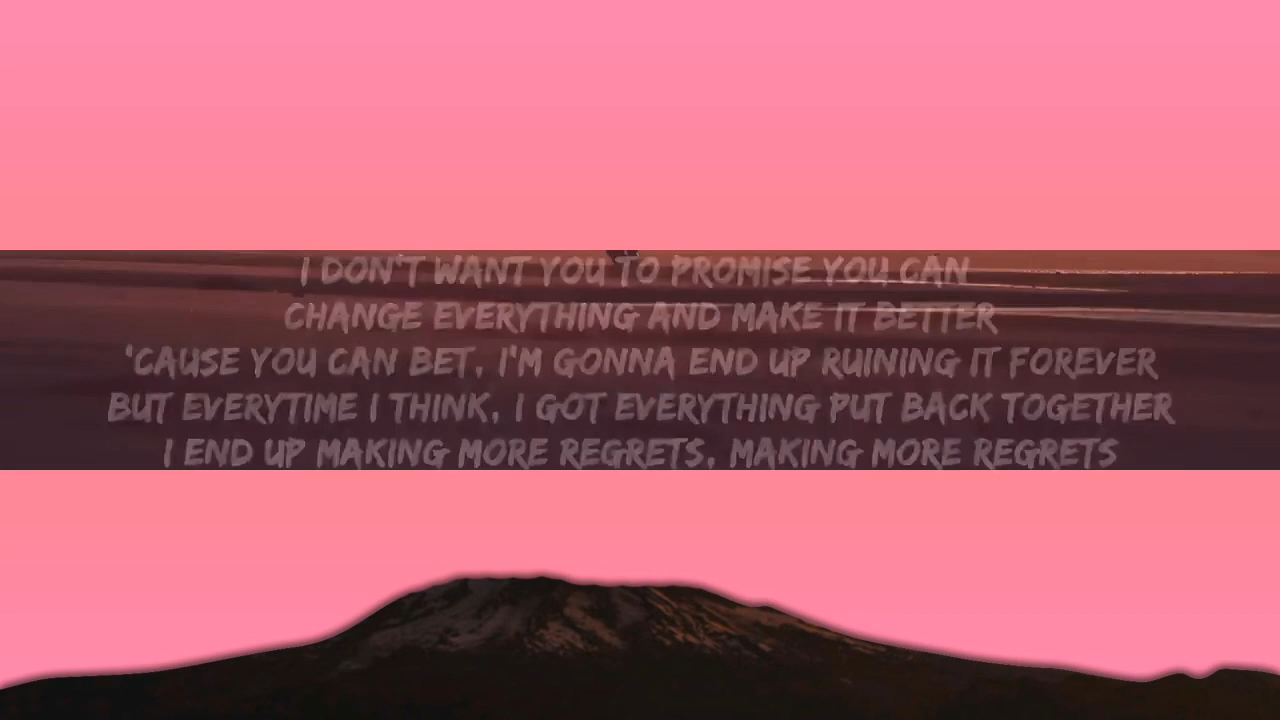 I DON'T WANT YOU TO PROMISE YOU CAN
CHANGE EVERYTHING AND MAKE IT BETTER
'CAUSE YOU CAN BET, I'M GONNA END UP RUINING IT FOREVER
BUT EVERYTIME I THINK, I GOT EVERYTHING PUT BACK TOGETHER
I END UP MAKING MORE REGRETS, MAKING MORE REGRETS